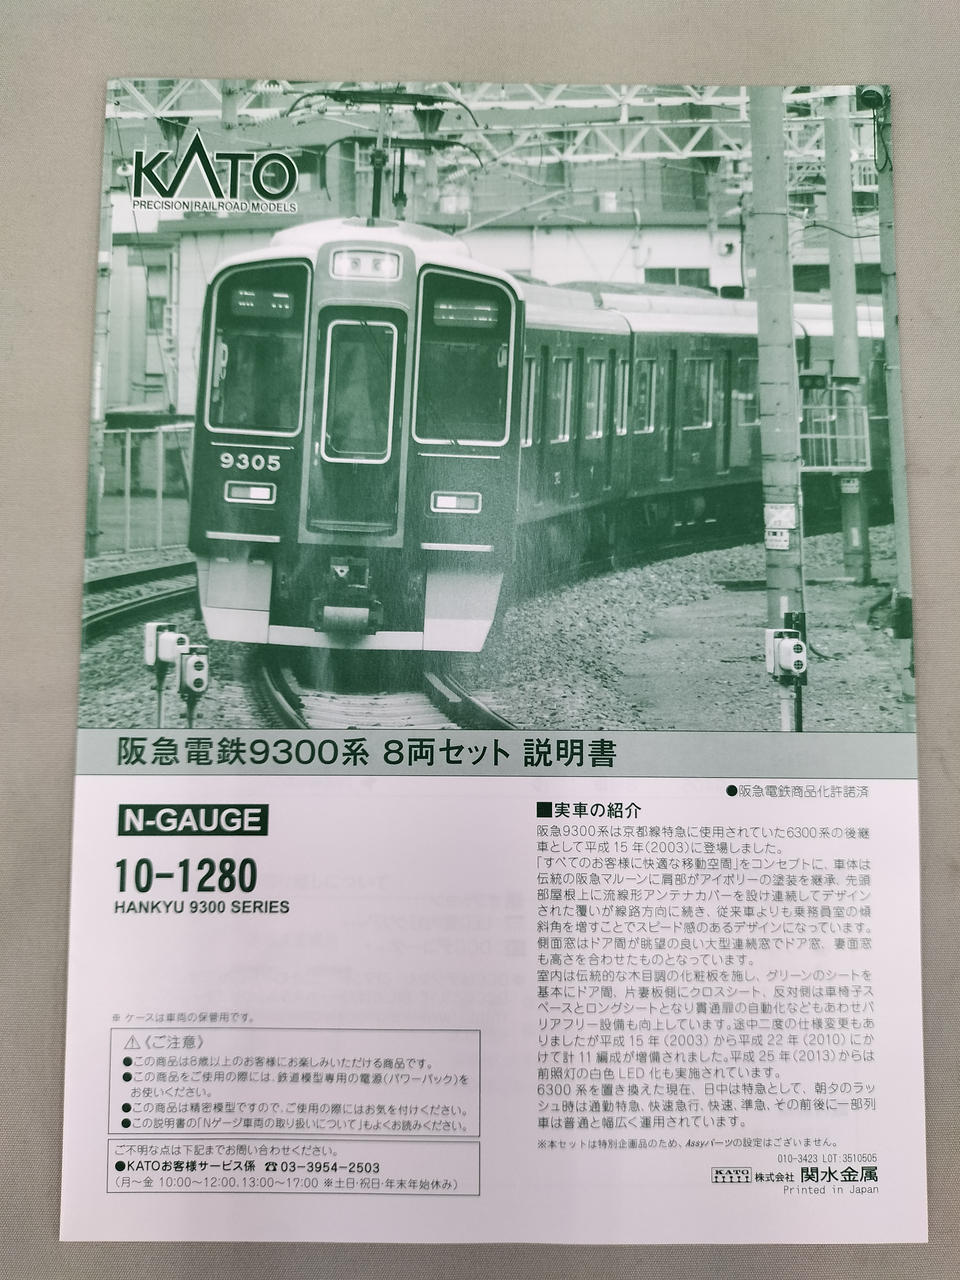 KATO
PRECISION RAILROAD MODELS
9305
阪急電鉄9300系 8両セット 説明書
●阪急電鉄商品化許諾済
N-GAUGE
10-1280
HANKYU 9300 SERIES
■実車の紹介
阪急9300系は京都線特急に使用されていた6300系の後継
車として平成15年(2003)に登場しました。
「すべてのお客様に快適な移動空間」をコンセプトに、車体は
伝統の阪急マルーンに肩部がアイボリーの塗装を継承、先頭
部屋根上に流線形アンテナカバーを設け連続してデザイン
された覆いが線路方向に続き、従来車よりも乗務員室の傾
斜角を増すことでスピード感のあるデザインになっています。
側面窓はドア間が眺望の良い大型連続窓でドア窓、妻面窓
も高さを合わせたものとなっています。
室内は伝統的な木目調の化粧板を施し、グリーンのシートを
基本にドア間、片妻板側にクロスシート、反対側は車椅子ス
ペースとロングシートとなり貫通扉の自動化などもあわせバ
リアフリー設備も向上しています。途中二度の仕様変更もあ
りましたが平成15年(2003)から平成22年(2010)にか
けて計11編成が増備されました。平成25年(2013)からは
前照灯の白色LED化も実施されています。
6300系を置き換えた現在、日中は特急として、朝夕のラッ
シュ時は通勤特急、快速急行、快速、準急、その前後に一部列
車は普通と幅広く運用されています。
※本セットは特別企画品のため、Assyパーツの設定はございません。
010-3423 LOT:3510505
KATO 株式会社 関水金属
Printed in Japan
※ ケースは車両の保管用です。
⚠《ご注意》
●この商品は8歳以上のお客様にお楽しみいただける商品です。
●この商品をご使用の際には、鉄道模型専用の電源(パワーパック)を
お使いください。
●この商品は精密模型ですので、ご使用の際にはお気を付けください。
●この説明書の「Nゲージ車両の取り扱いについて」もよくお読みください。
ご不明な点は下記までお問い合わせください。
●KATOお客様サービス係 ☎03-3954-2503
(月～金 10:00～12:00、13:00～17:00 ※土日・祝日・年末年始休み)